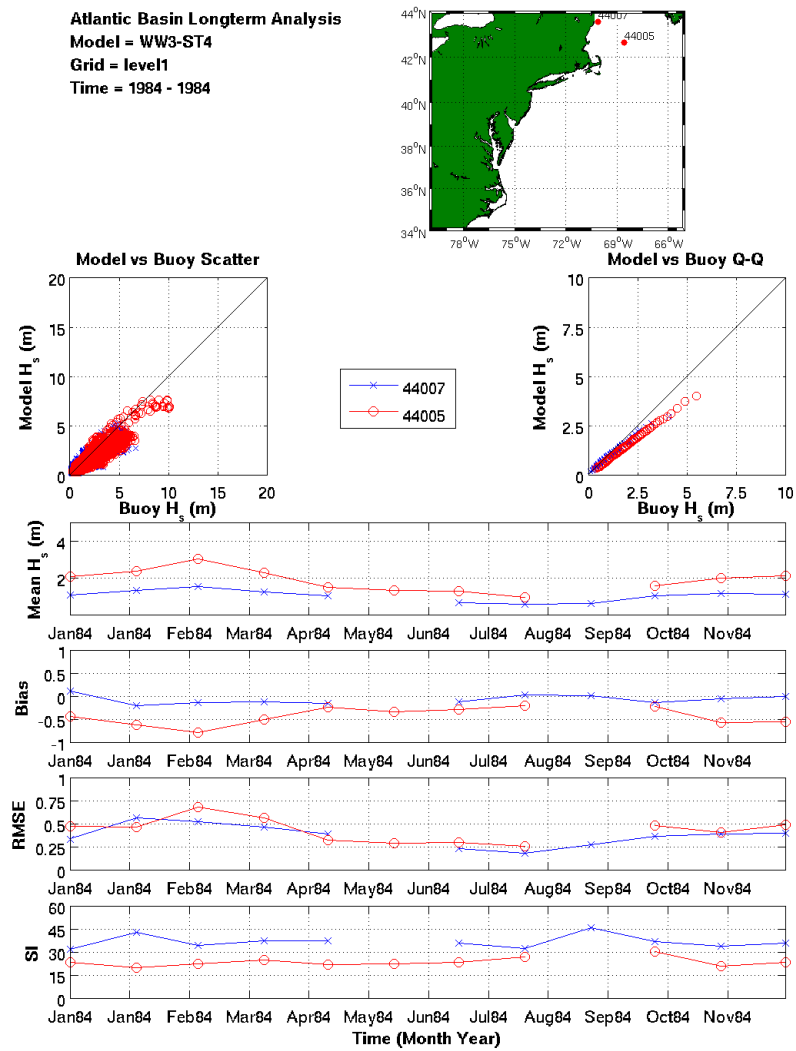 Atlantic Basin Longterm Analysis
Model = WW3-ST4
Grid = level1
Time = 1984 - 1984
44°N
42°N
40°N
38°N
36°N
34°N
78°W 75°W 72°W 69°W 66°W
44007
44005
Model vs Buoy Scatter
20
15
10
5
0
0 5 10 15 20
Model Hs (m)
Buoy Hs (m)
44007
44005
Model vs Buoy Q-Q
10
7.5
5
2.5
0
0 2.5 5 7.5 10
Model Hs (m)
Buoy Hs (m)
Mean Hs (m)
4
2
Jan84 Jan84 Feb84 Mar84 Apr84 May84 Jun84 Jul84 Aug84 Sep84 Oct84 Nov84
Bias
1
0.5
0
-0.5
-1
Jan84 Jan84 Feb84 Mar84 Apr84 May84 Jun84 Jul84 Aug84 Sep84 Oct84 Nov84
RMSE
1
0.75
0.5
0.25
0
Jan84 Jan84 Feb84 Mar84 Apr84 May84 Jun84 Jul84 Aug84 Sep84 Oct84 Nov84
SI
60
45
30
15
0
Jan84 Jan84 Feb84 Mar84 Apr84 May84 Jun84 Jul84 Aug84 Sep84 Oct84 Nov84
Time (Month Year)